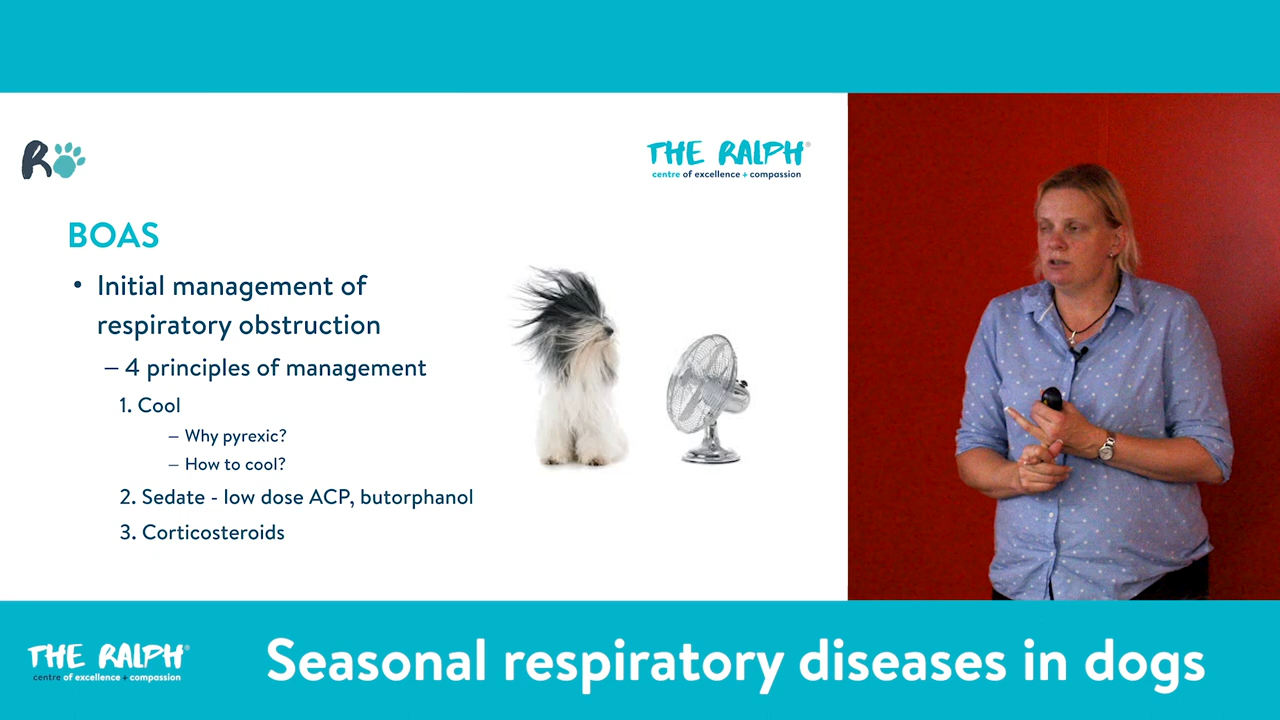 R
THE RALPH®
centre of excellence + compassion
BOAS
• Initial management of
respiratory obstruction
– 4 principles of management
1. Cool
– Why pyrexic?
– How to cool?
2. Sedate - low dose ACP, butorphanol
3. Corticosteroids
THE RALPH®
centre of excellence + compassion
Seasonal respiratory diseases in dogs